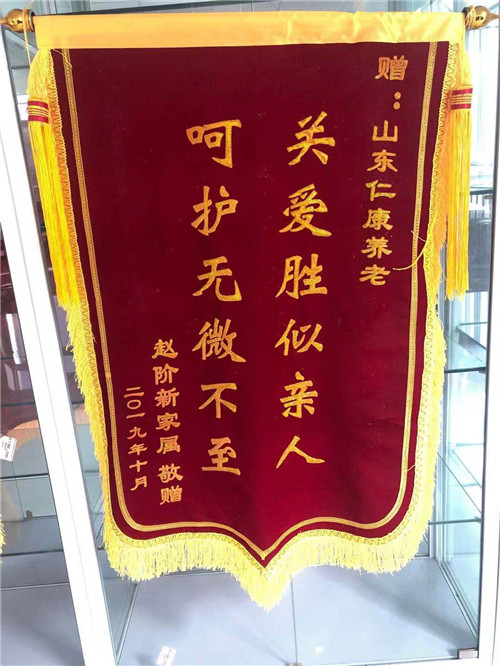 赠：山东仁康养老
关爱胜似亲人
呵护无微不至
赵阶新家属 敬赠
二〇一九年十月